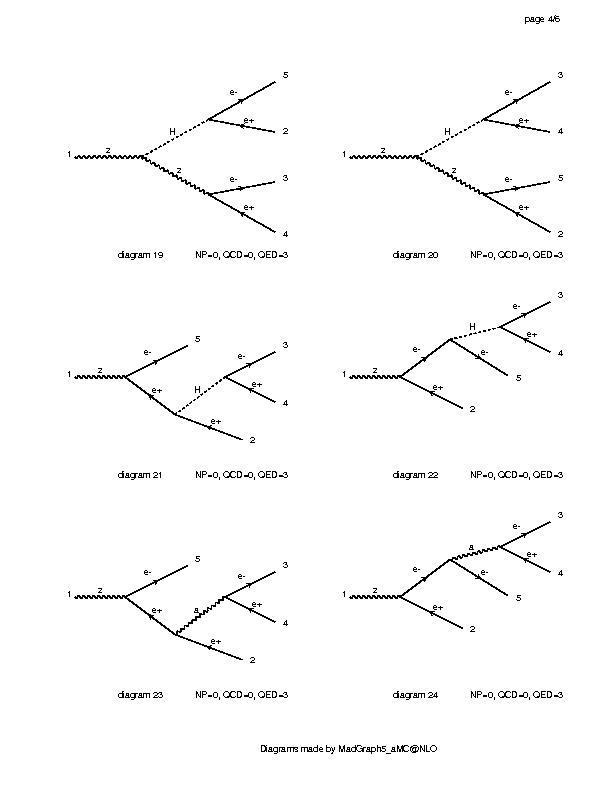 page 4/6
5
e-
e+
2
H
1
z
z
e-
3
e+
4
diagram 19
NP=0, QCD=0, QED=3
3
e-
e+
4
H
1
z
z
e-
5
e+
2
diagram 20
NP=0, QCD=0, QED=3
5
e-
3
e-
1
z
e+
H
e+
4
e+
2
diagram 21
NP=0, QCD=0, QED=3
3
e-
H
e+
4
e-
e-
5
1
z
e+
2
diagram 22
NP=0, QCD=0, QED=3
5
e-
3
e-
1
z
e+
a
e+
4
e+
2
diagram 23
NP=0, QCD=0, QED=3
3
e-
a
e+
4
e-
e-
5
1
z
e+
2
diagram 24
NP=0, QCD=0, QED=3
Diagrams made by MadGraph5_aMC@NLO